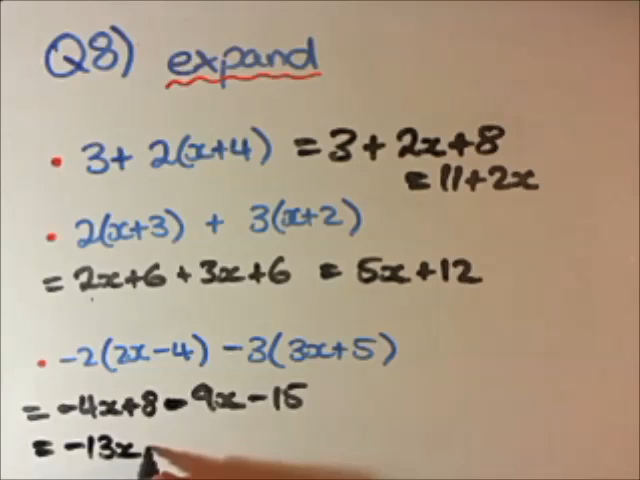 Q8) expand
• 3+ 2(x+4) = 3 + 2x+8
= 11+2x
• 2(x+3) + 3(x+2)
= 2x+6 + 3x+6 = 5x+12
• -2(2x-4) -3(3x+5)
= -4x+8 - 9x -15
= -13x